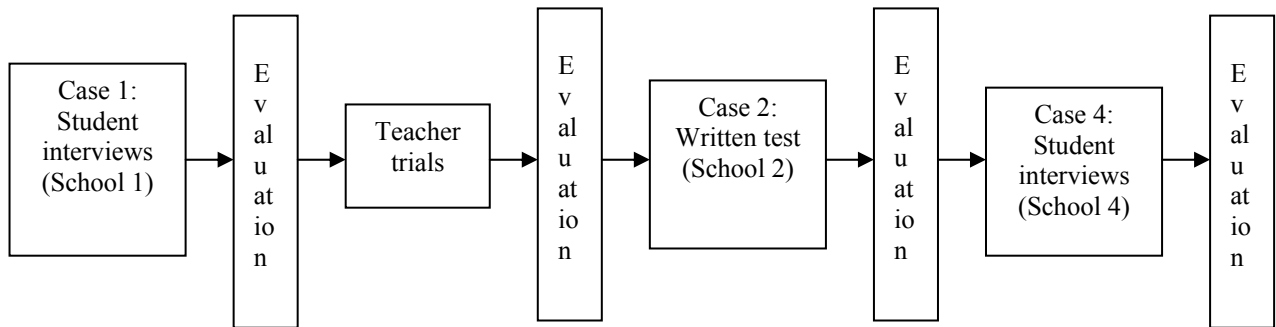 Case 1:
Student
interviews
(School 1)
E
v
al
u
at
io
n
Teacher
trials
E
v
al
u
at
io
n
Case 2:
Written test
(School 2)
E
v
al
u
at
io
n
Case 4:
Student
interviews
(School 4)
E
v
al
u
at
io
n